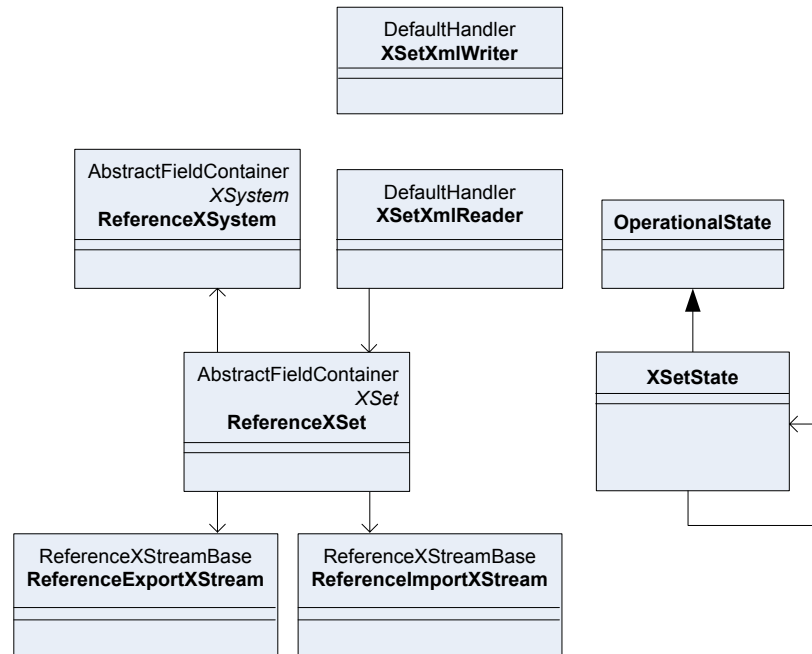 DefaultHandler
XSetXmlWriter
AbstractFieldContainer
XSystem
ReferenceXSystem
DefaultHandler
XSetXmlReader
OperationalState
AbstractFieldContainer
XSet
ReferenceXSet
XSetState
ReferenceXStreamBase
ReferenceExportXStream
ReferenceXStreamBase
ReferenceImportXStream